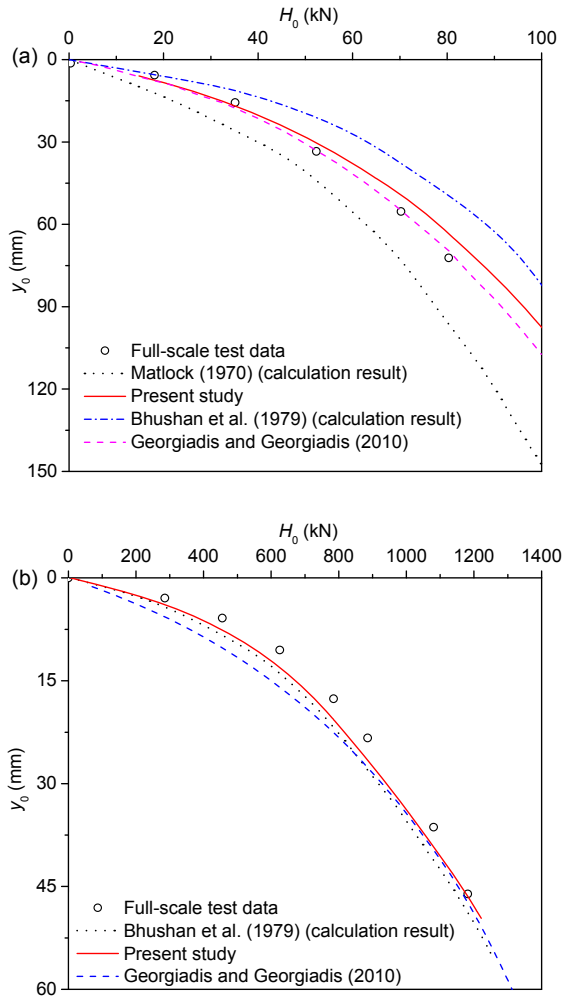 H₀ (kN)
0 20 40 60 80 100
(a)
0
30
60
90
120
150
y₀ (mm)
Full-scale test data
Matlock (1970) (calculation result)
Present study
Bhushan et al. (1979) (calculation result)
Georgiadis and Georgiadis (2010)
H₀ (kN)
0 200 400 600 800 1000 1200 1400
(b)
0
15
30
45
60
y₀ (mm)
Full-scale test data
Bhushan et al. (1979) (calculation result)
Present study
Georgiadis and Georgiadis (2010)